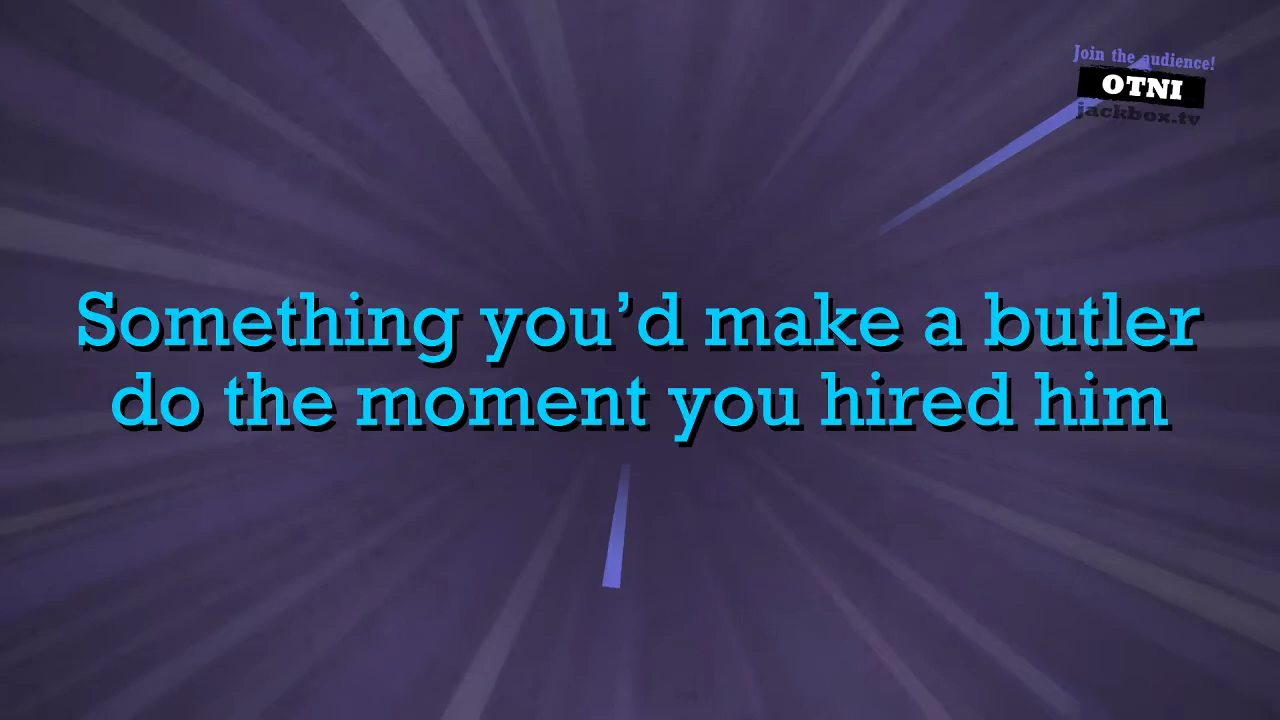 Join the audience!
OTNI
jackbox.tv
Something you’d make a butler
do the moment you hired him